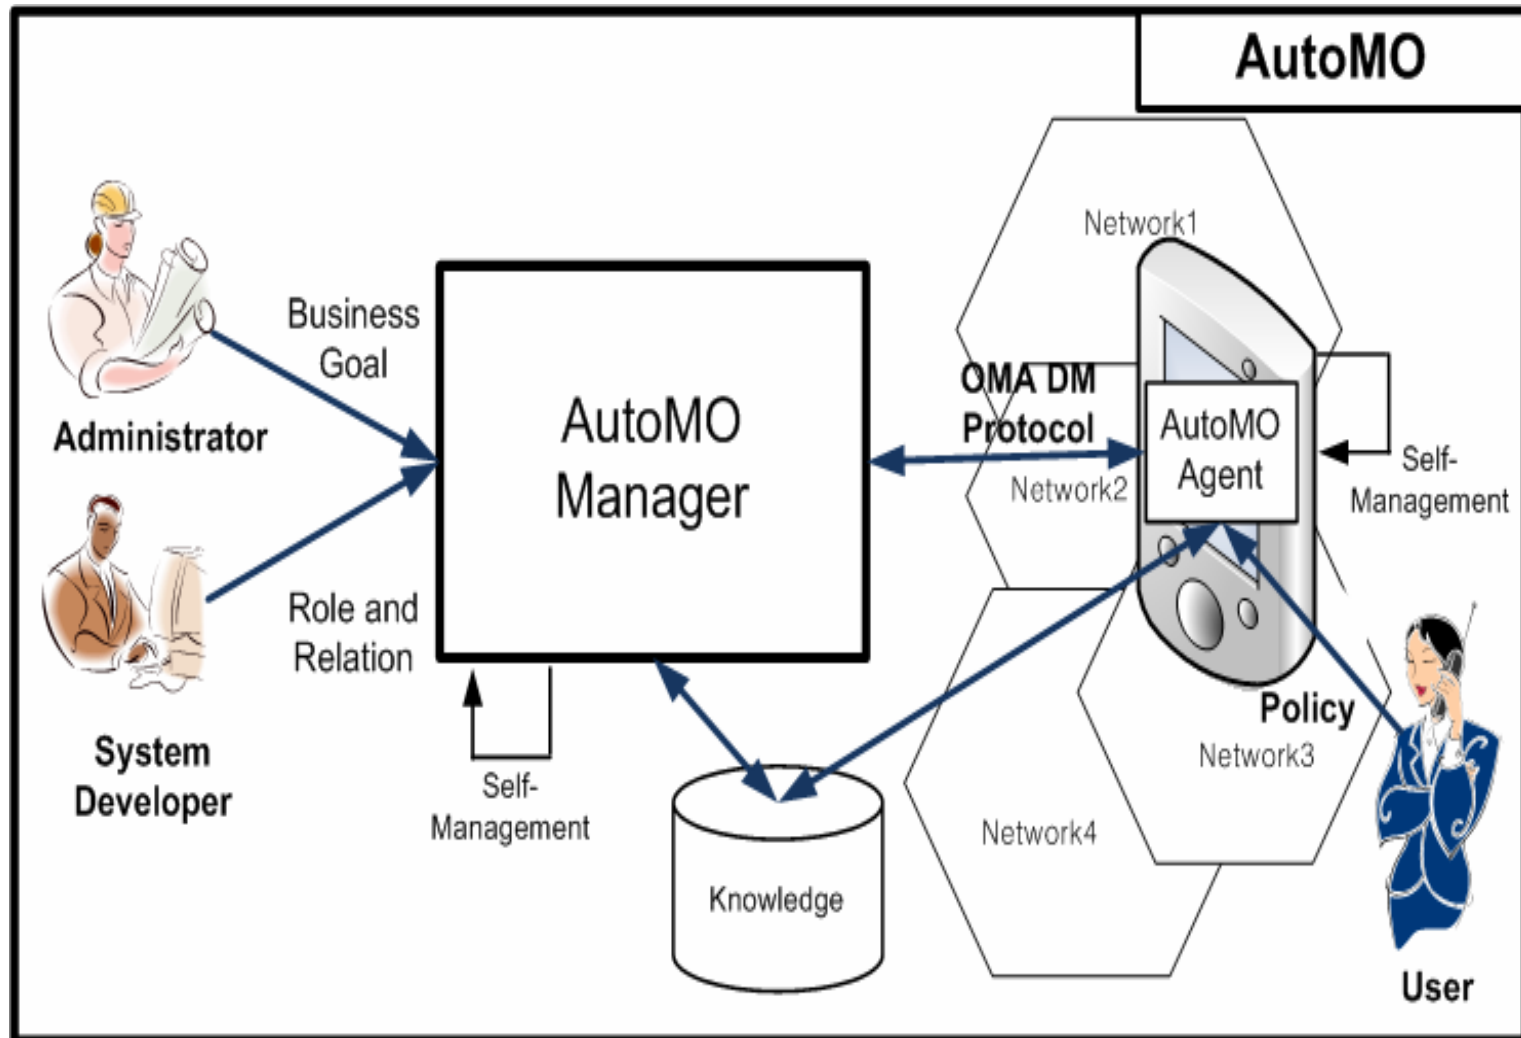 AutoMO
Network1
Business
Goal
OMA DM
Protocol
AutoMO
Manager
AutoMO
Agent
Administrator
Self-
Management
Network2
Role and
Relation
System
Developer
Self-
Management
Policy
Network3
Network4
Knowledge
User